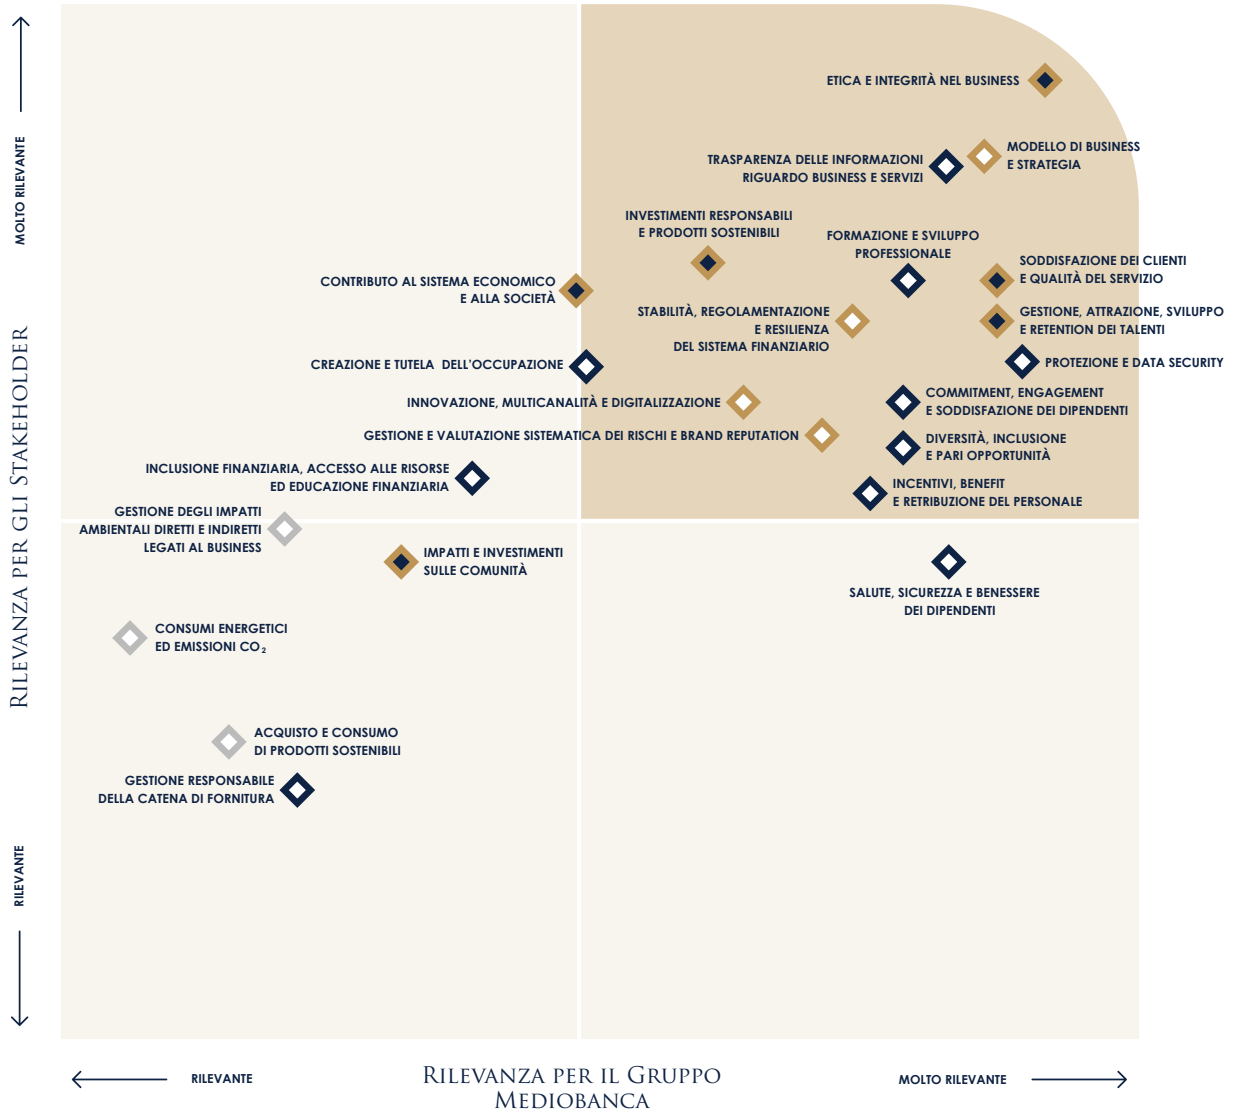 ETICA E INTEGRITÀ NEL BUSINESS
MODELLO DI BUSINESS
E STRATEGIA
TRASPARENZA DELLE INFORMAZIONI
RIGUARDO BUSINESS E SERVIZI
MOLTO RILEVANTE
INVESTIMENTI RESPONSABILI
E PRODOTTI SOSTENIBILI
FORMAZIONE E SVILUPPO
PROFESSIONALE
SODDISFAZIONE DEI CLIENTI
E QUALITÀ DEL SERVIZIO
CONTRIBUTO AL SISTEMA ECONOMICO
E ALLA SOCIETÀ
STABILITÀ, REGOLAMENTAZIONE
E RESILIENZA
DEL SISTEMA FINANZIARIO
GESTIONE, ATTRAZIONE, SVILUPPO
E RETENTION DEI TALENTI
CREAZIONE E TUTELA DELL'OCCUPAZIONE
PROTEZIONE E DATA SECURITY
INNOVAZIONE, MULTICANALITÀ E DIGITALIZZAZIONE
COMMITMENT, ENGAGEMENT
E SODDISFAZIONE DEI DIPENDENTI
GESTIONE E VALUTAZIONE SISTEMATICA DEI RISCHI E BRAND REPUTATION
DIVERSITÀ, INCLUSIONE
E PARI OPPORTUNITÀ
INCLUSIONE FINANZIARIA, ACCESSO ALLE RISORSE
ED EDUCAZIONE FINANZIARIA
INCENTIVI, BENEFIT
E RETRIBUZIONE DEL PERSONALE
RILEVANZA PER GLI STAKEHOLDER
GESTIONE DEGLI IMPATTI
AMBIENTALI DIRETTI E INDIRETTI
LEGATI AL BUSINESS
IMPATTI E INVESTIMENTI
SULLE COMUNITÀ
SALUTE, SICUREZZA E BENESSERE
DEI DIPENDENTI
CONSUMI ENERGETICI
ED EMISSIONI CO₂
ACQUISTO E CONSUMO
DI PRODOTTI SOSTENIBILI
GESTIONE RESPONSABILE
DELLA CATENA DI FORNITURA
RILEVANTE
RILEVANTE
RILEVANZA PER IL GRUPPO
MEDIOBANCA
MOLTO RILEVANTE